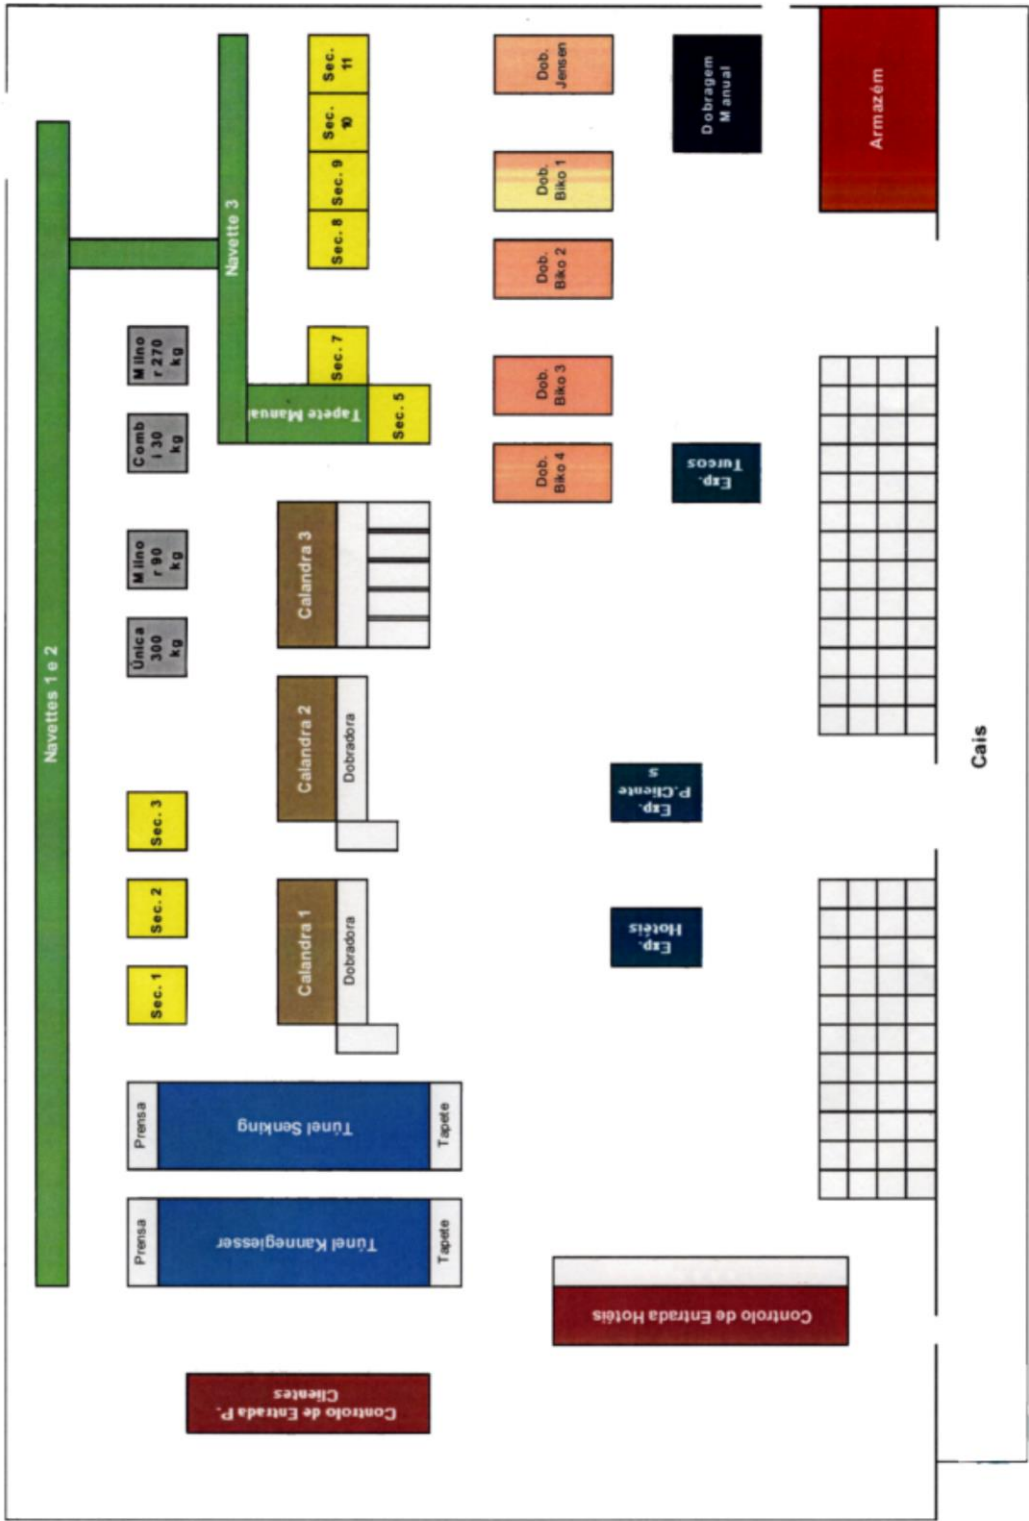 Navettes 1 e 2
Navette 3
Sec.
11
Sec.
10
Sec. 9
Sec. 8
Sec. 7
Tapete Manual
Sec. 5
Dob.
Jensen
Dob.
Biko 1
Dob.
Biko 2
Dob.
Biko 3
Dob.
Biko 4
Dobragem
Manual
Armazém
Exp.
Turcos
Milno
r 270
kg
Comb
i 30
kg
Milno
r 90
kg
Única
300
kg
Calandra 3
Calandra 2
Dobradora
Calandra 1
Dobradora
Sec. 3
Sec. 2
Sec. 1
Exp.
P.Cliente
s
Exp.
Hotéis
Cais
Prensa
Túnel Senking
Tapete
Prensa
Túnel Kannegiesser
Tapete
Controlo de Entrada Hotéis
Controlo de Entrada P.
Clientes